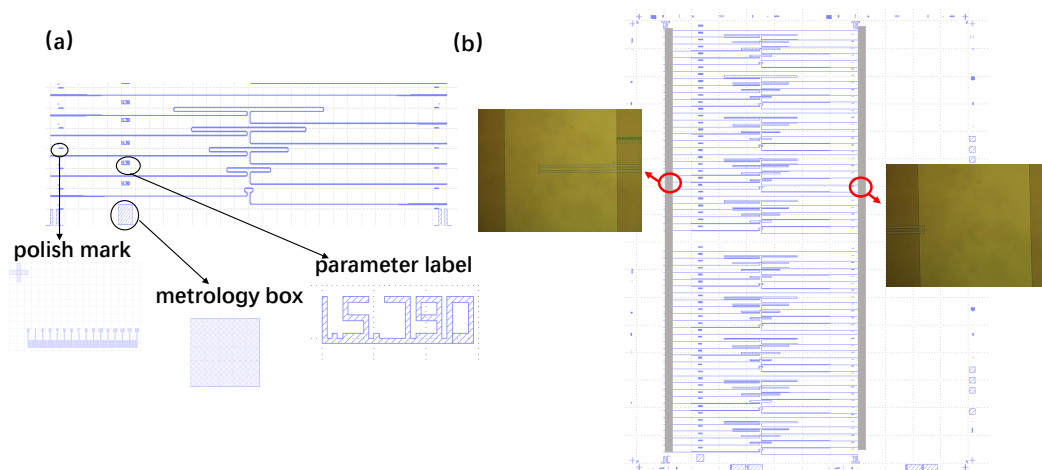 (a)
(b)
polish mark
parameter label
metrology box